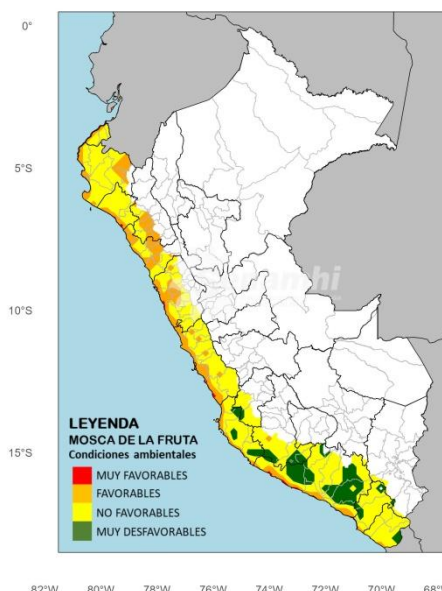 0°
5°S
10°S
15°S
LEYENDA
MOSCA DE LA FRUTA
Condiciones ambientales
MUY FAVORABLES
FAVORABLES
NO FAVORABLES
MUY DESFAVORABLES
82°W 80°W 78°W 76°W 74°W 72°W 70°W 68°W